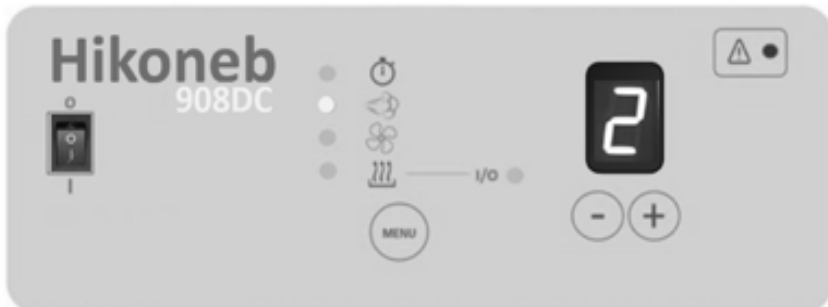 Hikoneb
908DC
O
I
I/O
MENU
2
- +